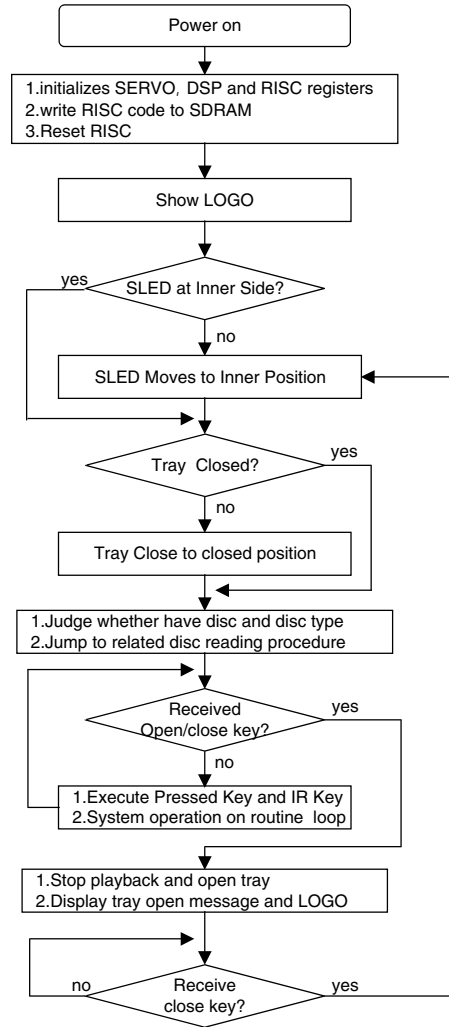 Power on
1.initializes SERVO, DSP and RISC registers
2.write RISC code to SDRAM
3.Reset RISC
Show LOGO
yes
SLED at Inner Side?
no
SLED Moves to Inner Position
Tray Closed?
yes
no
Tray Close to closed position
1.Judge whether have disc and disc type
2.Jump to related disc reading procedure
Received
Open/close key?
yes
no
1.Execute Pressed Key and IR Key
2.System operation on routine loop
1.Stop playback and open tray
2.Display tray open message and LOGO
no
Receive
close key?
yes